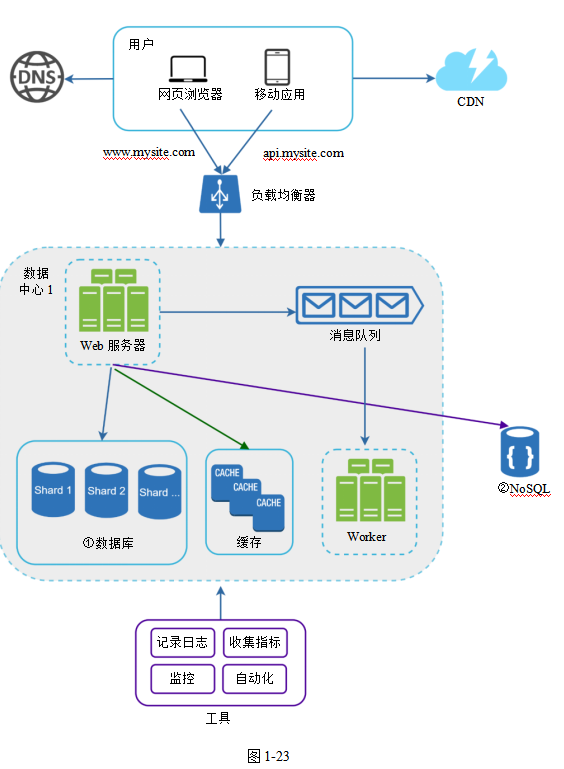 用户
DNS
网页浏览器
移动应用
CDN
www.mysite.com
api.mysite.com
负载均衡器
数据
中心 1
Web 服务器
消息队列
Shard 1
Shard 2
Shard ...
①数据库
CACHE
CACHE
CACHE
缓存
Worker
②NoSQL
记录日志
收集指标
监控
自动化
工具
图 1-23